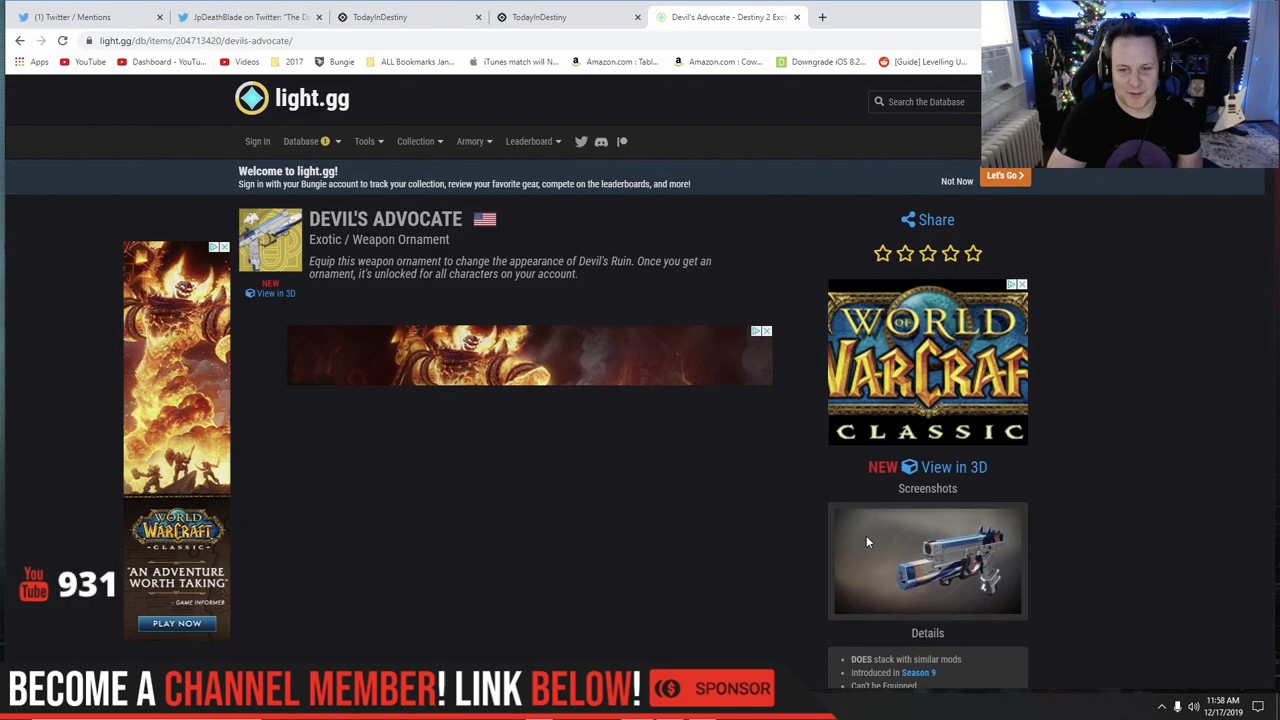 (1) Twitter / Mentions
JpDeathBlade on Twitter: "The D
TodayInDestiny
TodayInDestiny
Devil's Advocate - Destiny 2 Exot
light.gg/db/items/204713420/devils-advocate/
Apps
YouTube
Dashboard - YouTu...
Videos
2017
Bungie
ALL Bookmarks Jan...
iTunes match will N...
Amazon.com : Tabl...
Amazon.com : Cow...
Downgrade iOS 8.2...
[Guide] Levelling U...
light.gg
Search the Database
Sign In
Database
Tools
Collection
Armory
Leaderboard
Welcome to light.gg!
Sign in with your Bungie account to track your collection, review your favorite gear, compete on the leaderboards, and more!
Not Now
Let's Go
DEVIL'S ADVOCATE
Exotic / Weapon Ornament
Equip this weapon ornament to change the appearance of Devil's Ruin. Once you get an
ornament, it's unlocked for all characters on your account.
NEW
View in 3D
Share
WORLD
OF
WARCRAF
CLASSIC
NEW View in 3D
Screenshots
Details
DOES stack with similar mods
Introduced in Season 9
Can't be Equipped
WORLD
OF
WARCRAFT
CLASSIC
"AN ADVENTURE
WORTH TAKING"
- GAME INFORMER
PLAY NOW
You
Tube
931
BECOME A CHANNEL MEMBER! LINK BELOW!
SPONSOR
11:58 AM
12/17/2019